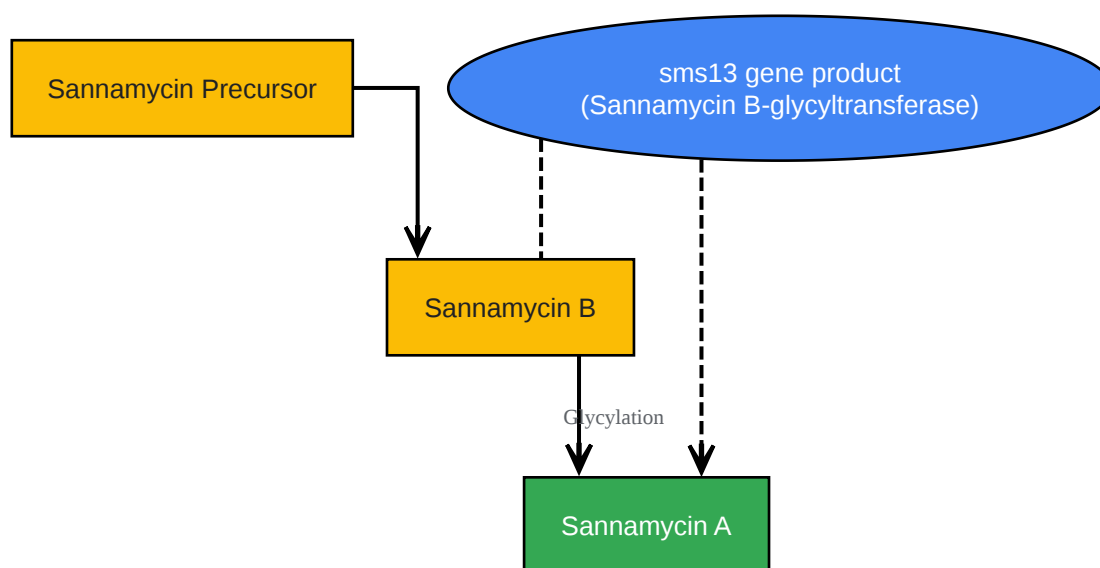 Sannamycin Precursor
sms13 gene product
(Sannamycin B-glycyltransferase)
Sannamycin B
Glycylation
Sannamycin A